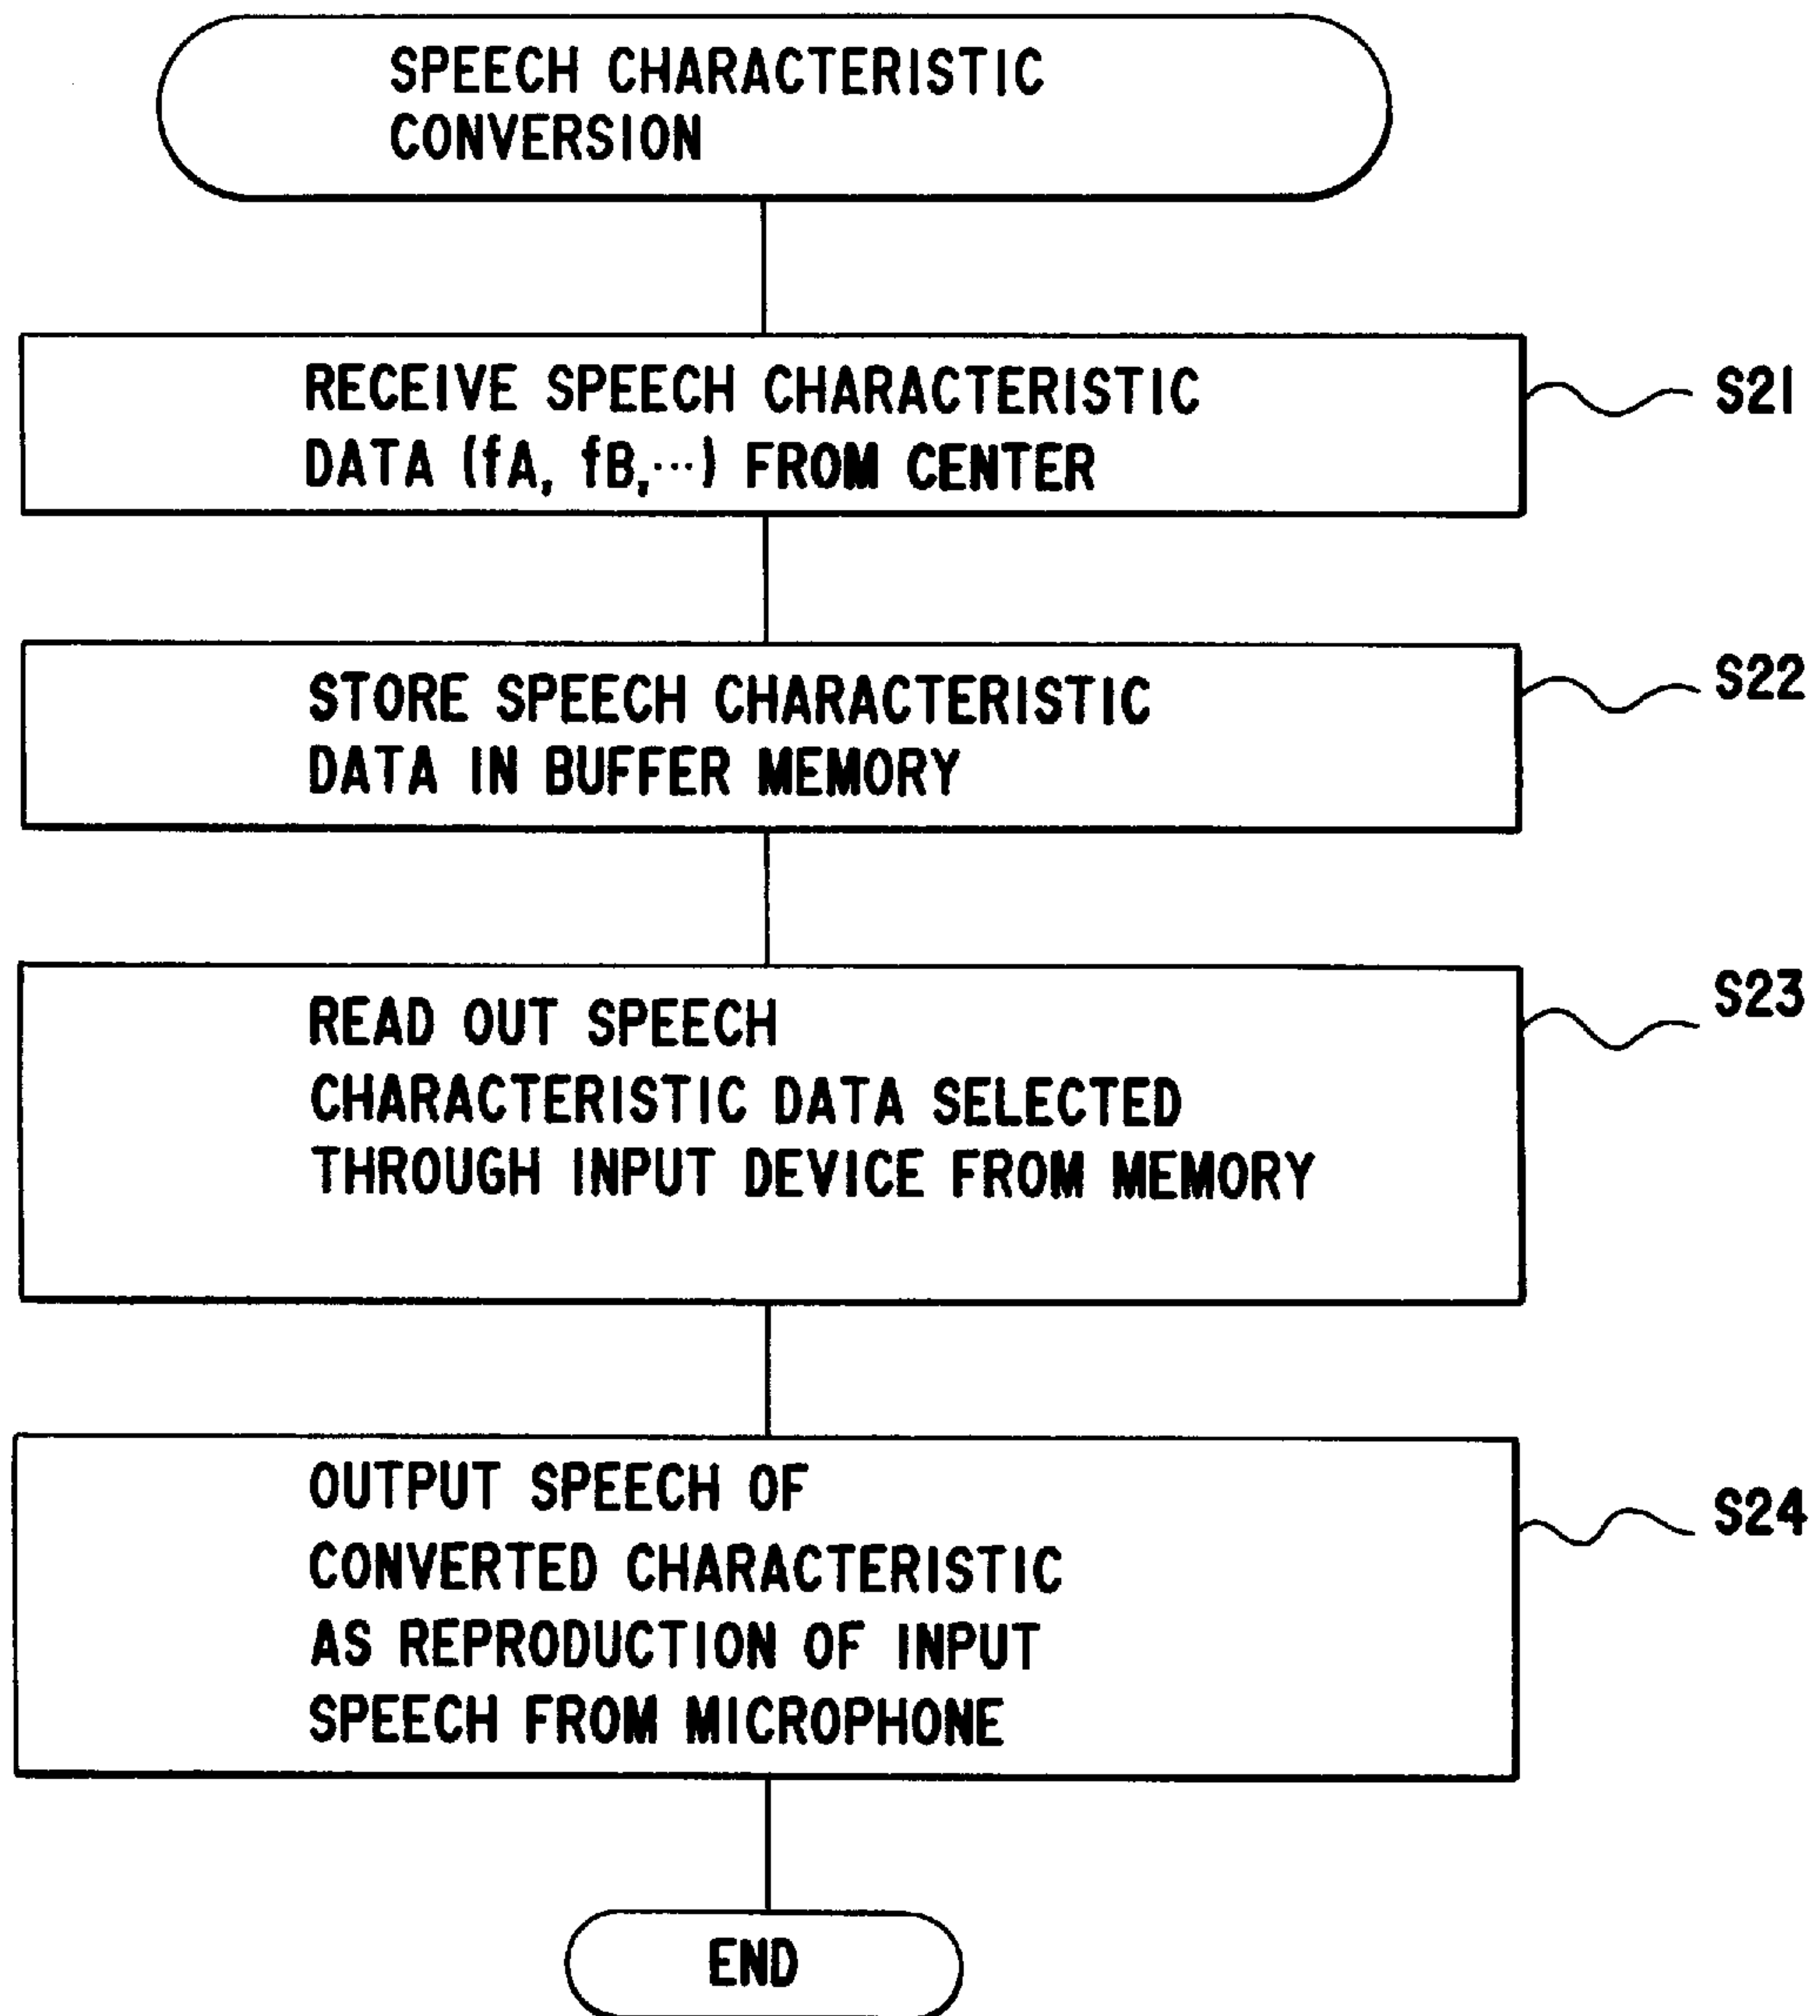 SPEECH CHARACTERISTIC
CONVERSION
RECEIVE SPEECH CHARACTERISTIC
DATA (fA, fB,···) FROM CENTER
S21
STORE SPEECH CHARACTERISTIC
DATA IN BUFFER MEMORY
S22
READ OUT SPEECH
CHARACTERISTIC DATA SELECTED
THROUGH INPUT DEVICE FROM MEMORY
S23
OUTPUT SPEECH OF
CONVERTED CHARACTERISTIC
AS REPRODUCTION OF INPUT
SPEECH FROM MICROPHONE
S24
END